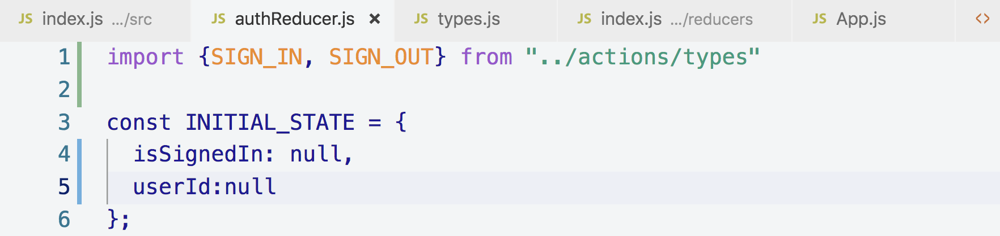 JS index.js .../src JS authReducer.js × JS types.js JS index.js .../reducers JS App.js <>
1 import {SIGN_IN, SIGN_OUT} from "../actions/types"
2
3 const INITIAL_STATE = {
4 isSignedIn: null,
5 userId:null
6 };